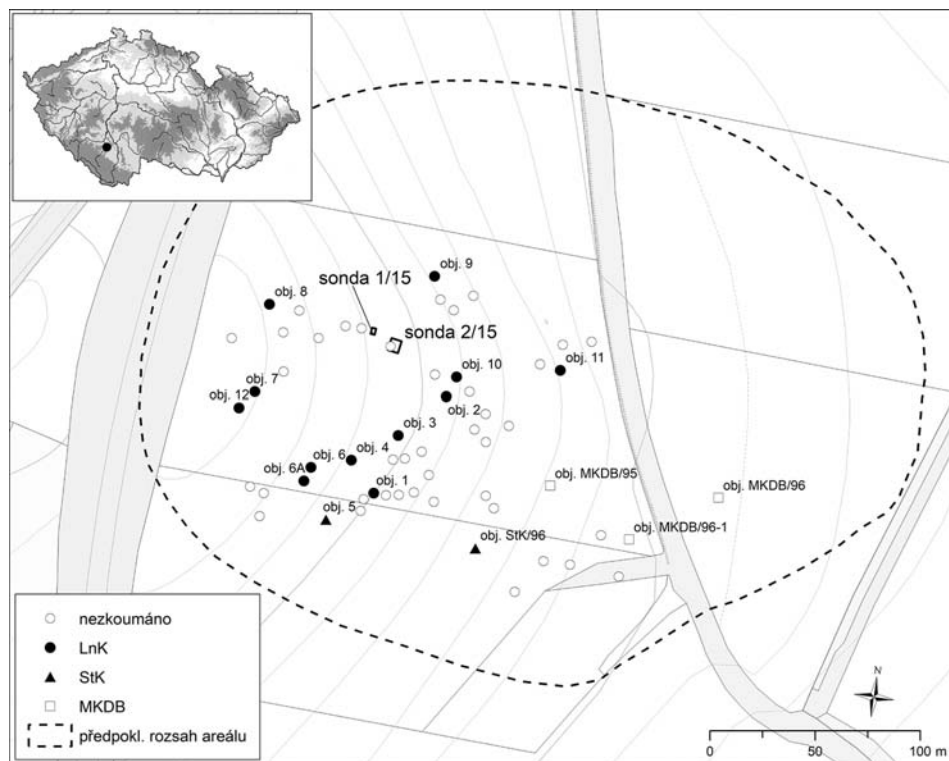 obj. 9
sonda 1/15
obj. 8
sonda 2/15
obj. 10
obj. 11
obj. 7
obj. 12
obj. 2
obj. 3
obj. 6
obj. 4
obj. 6A
obj. 1
obj. MKDB/95
obj. MKDB/96
obj. 5
obj. StK/96
obj. MKDB/96-1
nezkoumáno
LnK
StK
MKDB
předpokl. rozsah areálu
N
0 50 100 m